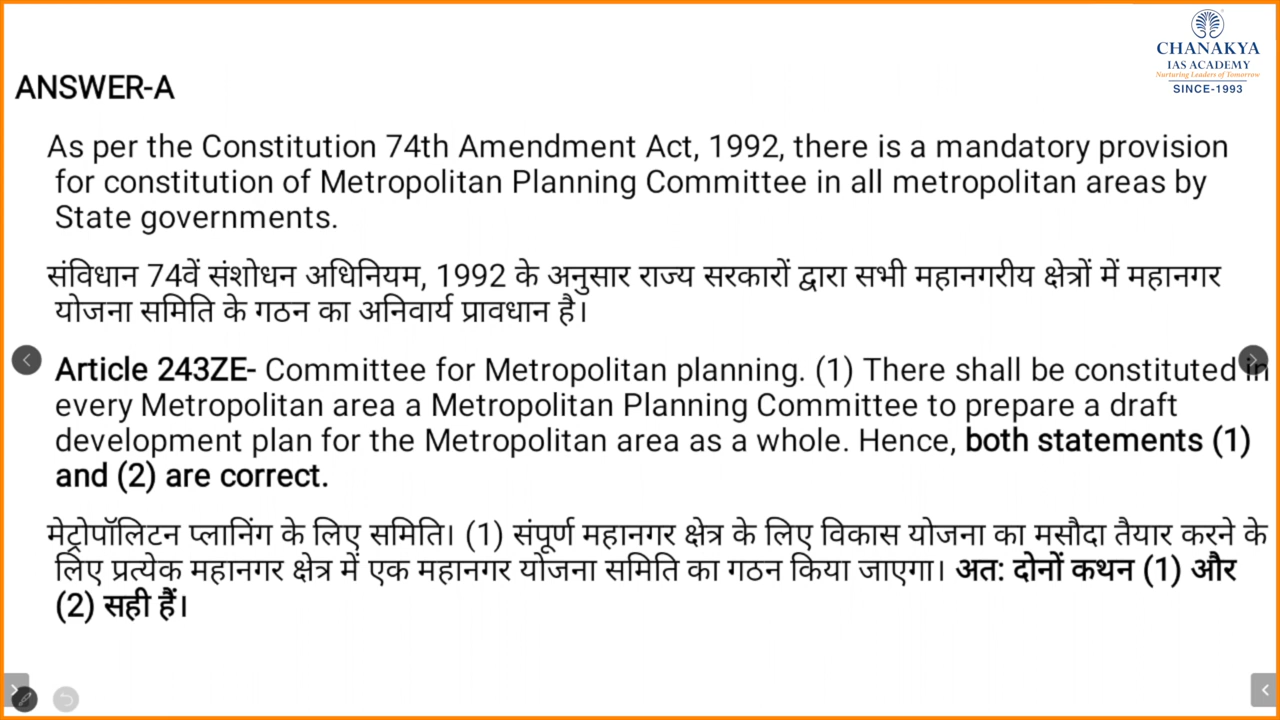 CHANAKYA
IAS ACADEMY
Nurturing Leaders of Tomorrow
SINCE-1993
ANSWER-A
As per the Constitution 74th Amendment Act, 1992, there is a mandatory provision
for constitution of Metropolitan Planning Committee in all metropolitan areas by
State governments.
संविधान 74वें संशोधन अधिनियम, 1992 के अनुसार राज्य सरकारों द्वारा सभी महानगरीय क्षेत्रों में महानगर
योजना समिति के गठन का अनिवार्य प्रावधान है।
Article 243ZE- Committee for Metropolitan planning. (1) There shall be constituted in
every Metropolitan area a Metropolitan Planning Committee to prepare a draft
development plan for the Metropolitan area as a whole. Hence, both statements (1)
and (2) are correct.
मेट्रोपॉलिटन प्लानिंग के लिए समिति। (1) संपूर्ण महानगर क्षेत्र के लिए विकास योजना का मसौदा तैयार करने के
लिए प्रत्येक महानगर क्षेत्र में एक महानगर योजना समिति का गठन किया जाएगा। अत: दोनों कथन (1) और
(2) सही हैं।